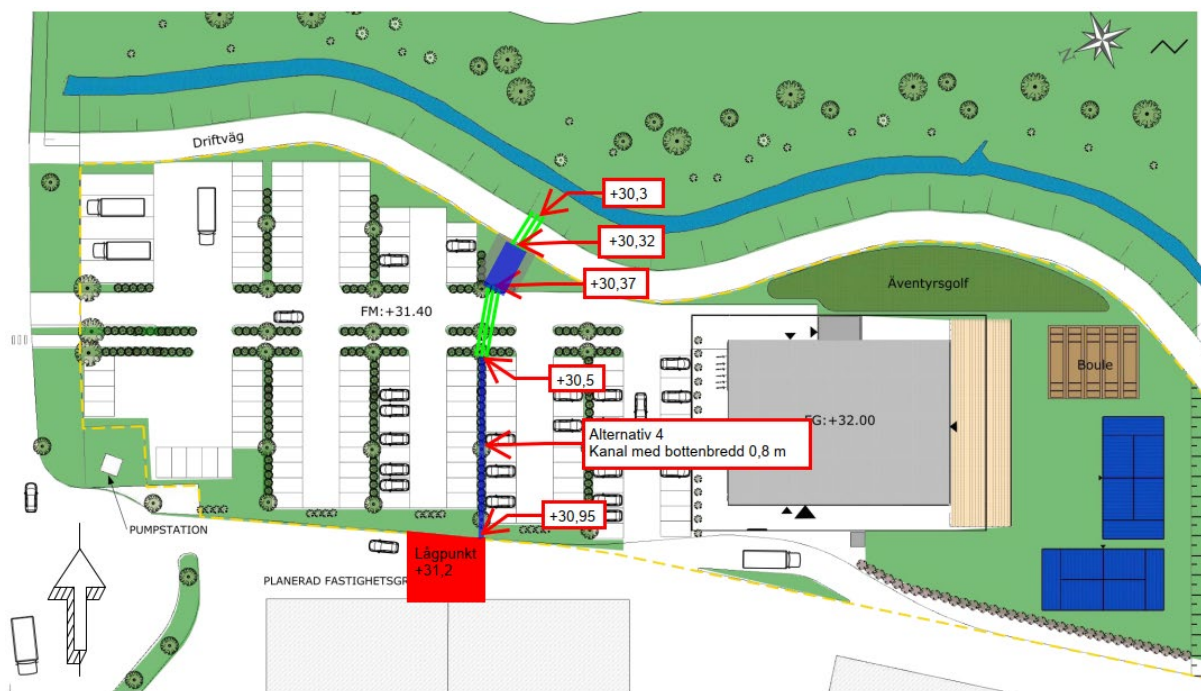 Driftväg
+30,3
+30,32
+30,37
Äventyrsgolf
FM:+31.40
Boule
+30,5
Alternativ 4
Kanal med bottenbredd 0,8 m
FG:+32.00
+30,95
PUMPSTATION
Lågpunkt
+31,2
PLANERAD FASTIGHETSGR
N